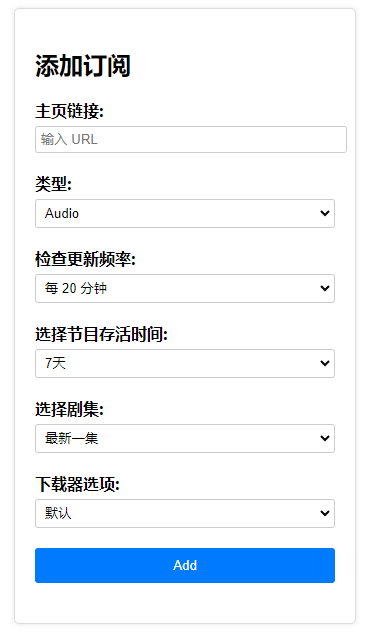 添加订阅
主页链接:
输入 URL
类型:
Audio
检查更新频率:
每 20 分钟
选择节目存活时间:
7天
选择剧集:
最新一集
下载器选项:
默认
Add